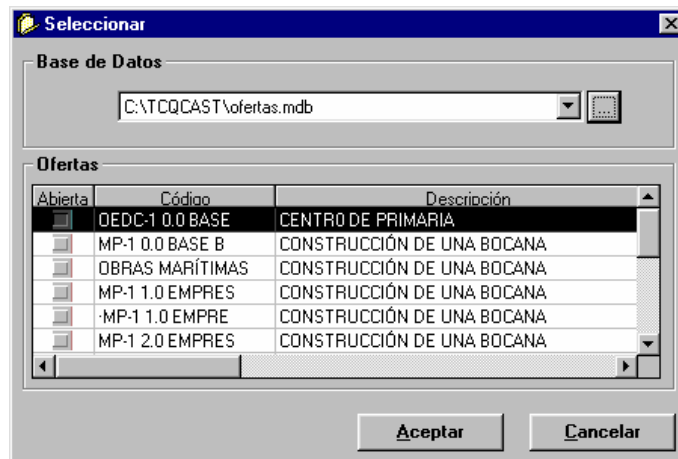 Seleccionar
Base de Datos
C:\TCQCAST\ofertas.mdb
...
Ofertas
Abierta Código Descripción
OEDC-1 0.0 BASE CENTRO DE PRIMARIA
MP-1 0.0 BASE B CONSTRUCCIÓN DE UNA BOCANA
OBRAS MARÍTIMAS CONSTRUCCIÓN DE UNA BOCANA
MP-1 1.0 EMPRES CONSTRUCCIÓN DE UNA BOCANA
·MP-1 1.0 EMPRE CONSTRUCCIÓN DE UNA BOCANA
MP-1 2.0 EMPRES CONSTRUCCIÓN DE UNA BOCANA
Aceptar Cancelar